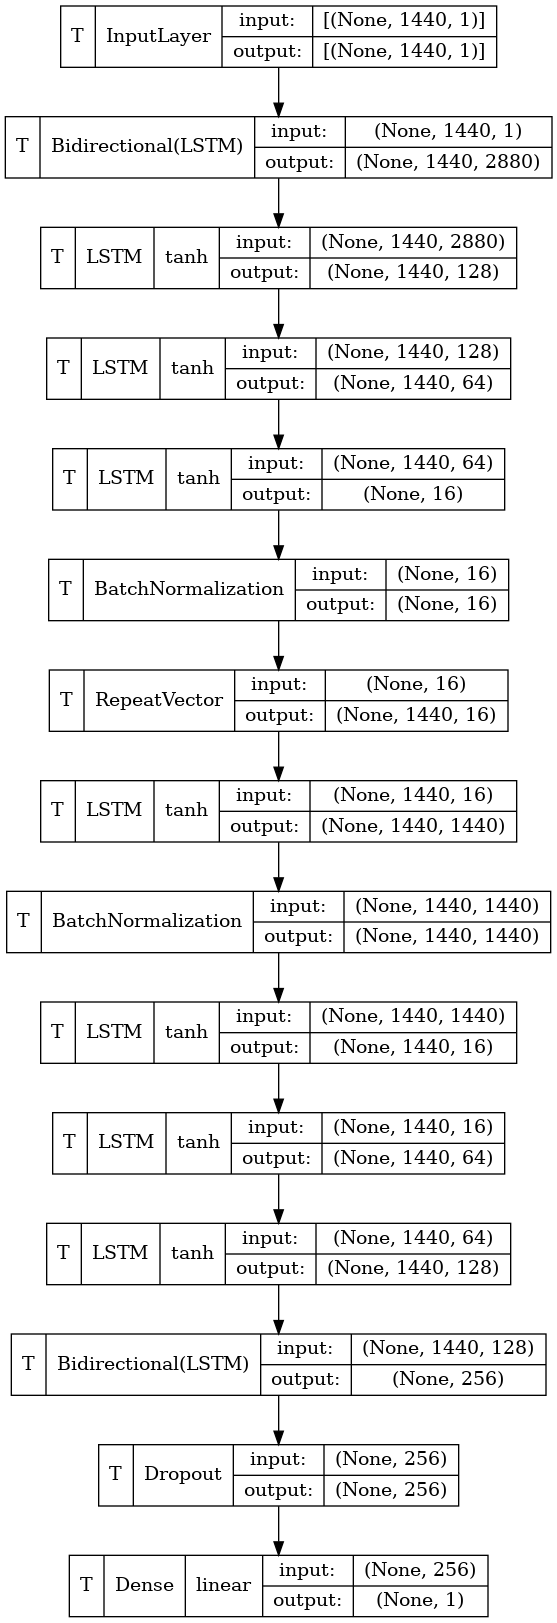 T InputLayer input: [(None, 1440, 1)]
output: [(None, 1440, 1)]
T Bidirectional(LSTM) input: (None, 1440, 1)
output: (None, 1440, 2880)
T LSTM tanh input: (None, 1440, 2880)
output: (None, 1440, 128)
T LSTM tanh input: (None, 1440, 128)
output: (None, 1440, 64)
T LSTM tanh input: (None, 1440, 64)
output: (None, 16)
T BatchNormalization input: (None, 16)
output: (None, 16)
T RepeatVector input: (None, 16)
output: (None, 1440, 16)
T LSTM tanh input: (None, 1440, 16)
output: (None, 1440, 1440)
T BatchNormalization input: (None, 1440, 1440)
output: (None, 1440, 1440)
T LSTM tanh input: (None, 1440, 1440)
output: (None, 1440, 16)
T LSTM tanh input: (None, 1440, 16)
output: (None, 1440, 64)
T LSTM tanh input: (None, 1440, 64)
output: (None, 1440, 128)
T Bidirectional(LSTM) input: (None, 1440, 128)
output: (None, 256)
T Dropout input: (None, 256)
output: (None, 256)
T Dense linear input: (None, 256)
output: (None, 1)